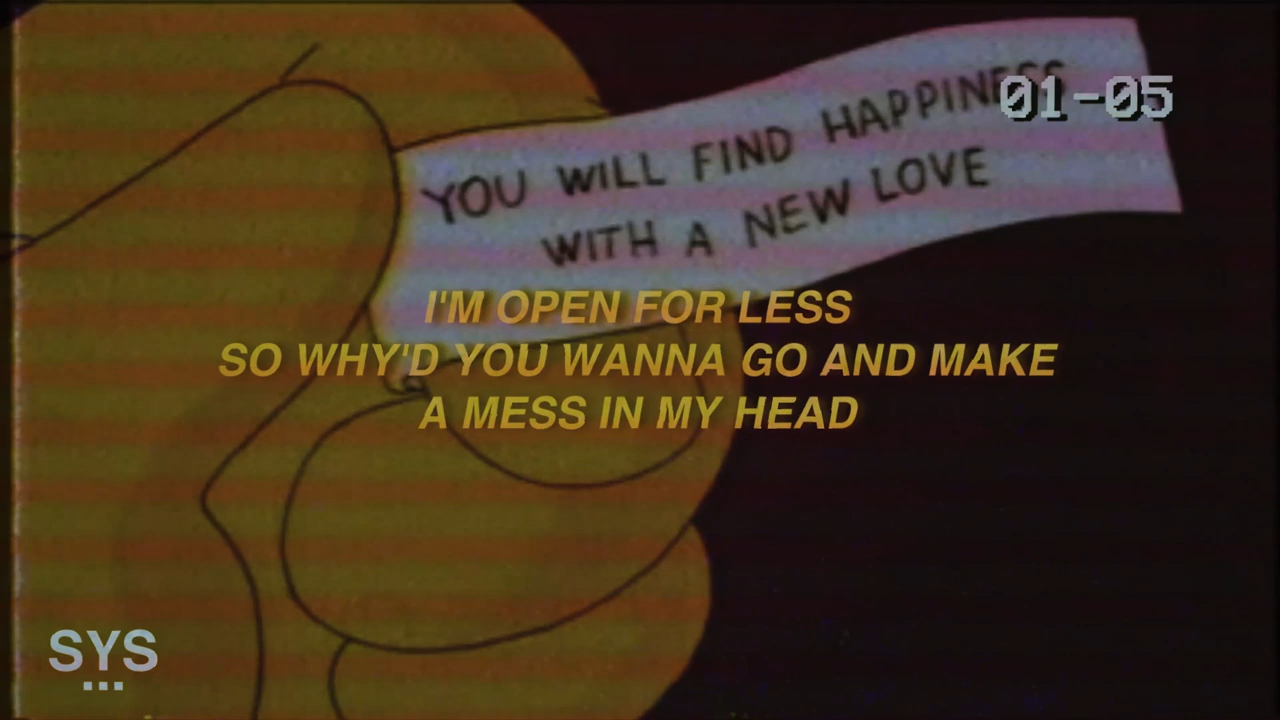 01-05
YOU WILL FIND HAPPINESS
WITH A NEW LOVE
I'M OPEN FOR LESS
SO WHY'D YOU WANNA GO AND MAKE
A MESS IN MY HEAD
SYS
...